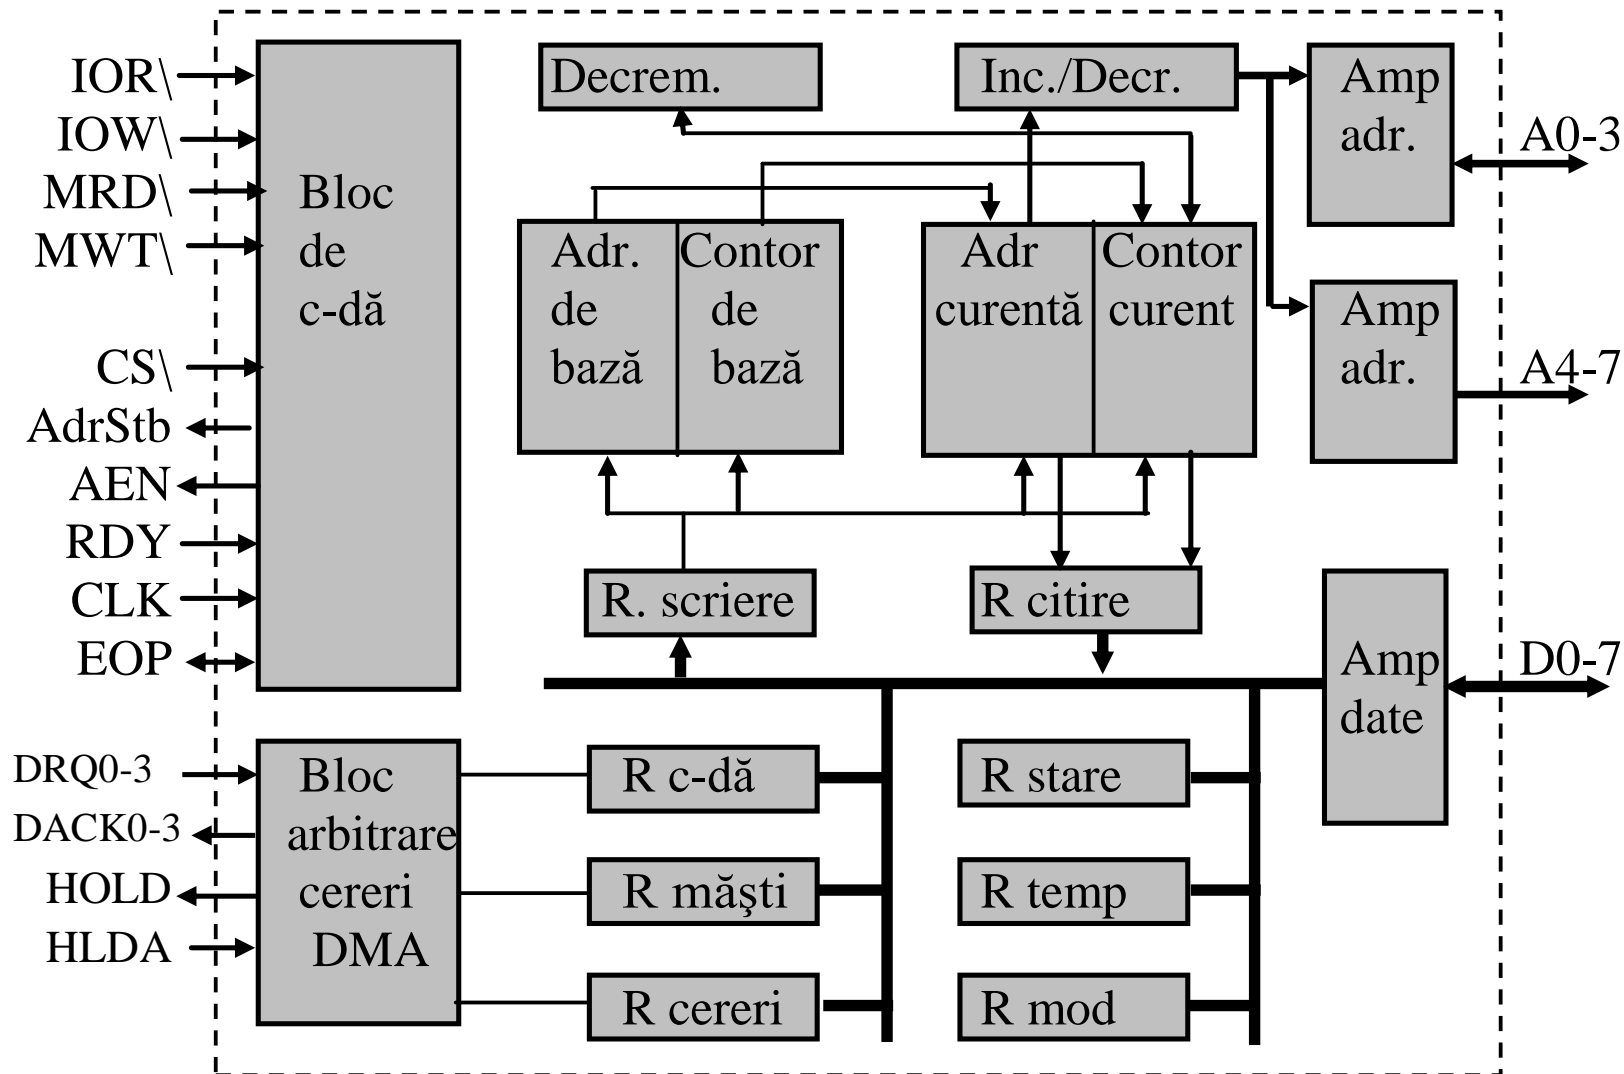 IOR\
IOW\
MRD\
MWT\
CS\
AdrStb
AEN
RDY
CLK
EOP
DRQ0-3
DACK0-3
HOLD
HLDA
Bloc
de
c-dă
Bloc
arbitrare
cereri
DMA
Decrem.
Inc./Decr.
Adr.
de
bază
Contor
de
bază
Adr
curentă
Contor
curent
R. scriere
R citire
R c-dă
R măşti
R cereri
R stare
R temp
R mod
Amp
adr.
Amp
adr.
Amp
date
A0-3
A4-7
D0-7